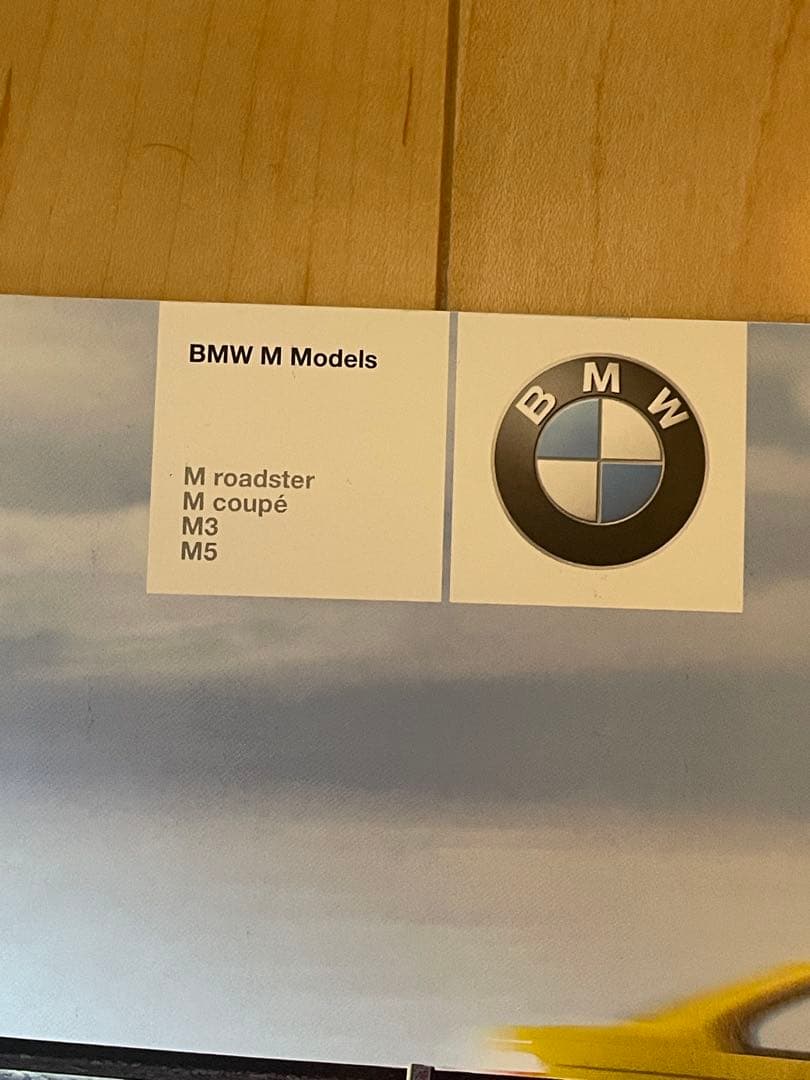 BMW M Models
M roadster
M coupé
M3
M5
BMW